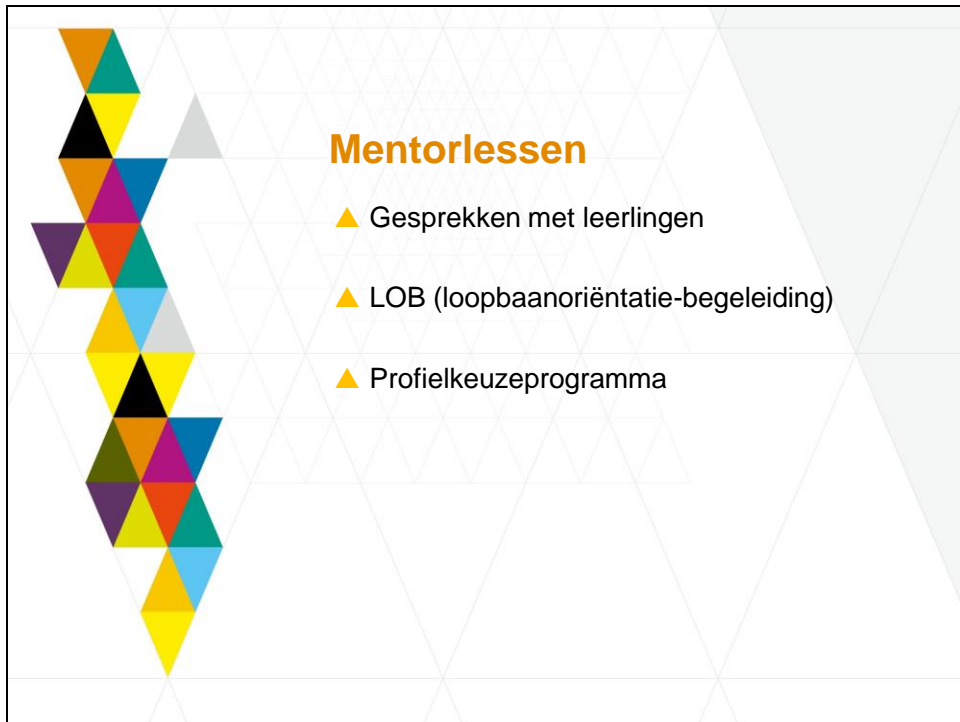 Mentorlessen
Gesprekken met leerlingen
LOB (loopbaanoriëntatie-begeleiding)
Profielkeuzeprogramma